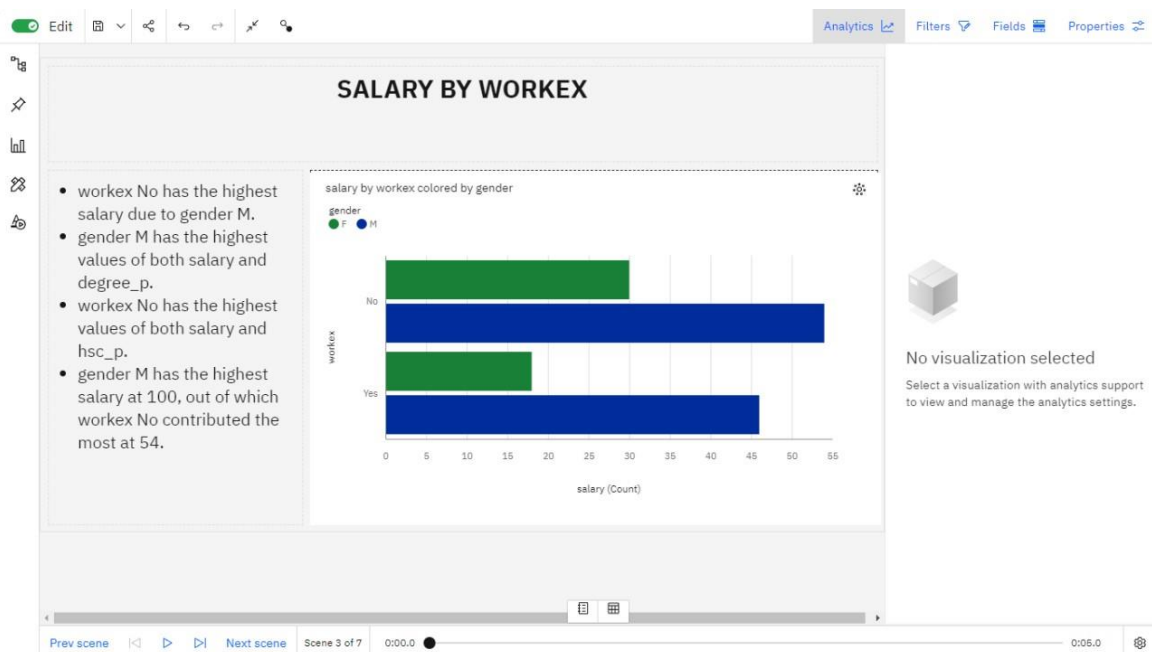 Edit
Analytics
Filters
Fields
Properties
SALARY BY WORKEX
• workex No has the highest
salary due to gender M.
• gender M has the highest
values of both salary and
degree_p.
• workex No has the highest
values of both salary and
hsc_p.
• gender M has the highest
salary at 100, out of which
workex No contributed the
most at 54.
salary by workex colored by gender
gender
F M
workex
No
Yes
0 5 10 15 20 25 30 35 40 45 50 55
salary (Count)
No visualization selected
Select a visualization with analytics support
to view and manage the analytics settings.
Prev scene
Next scene
Scene 3 of 7
0:00.0
0:05.0